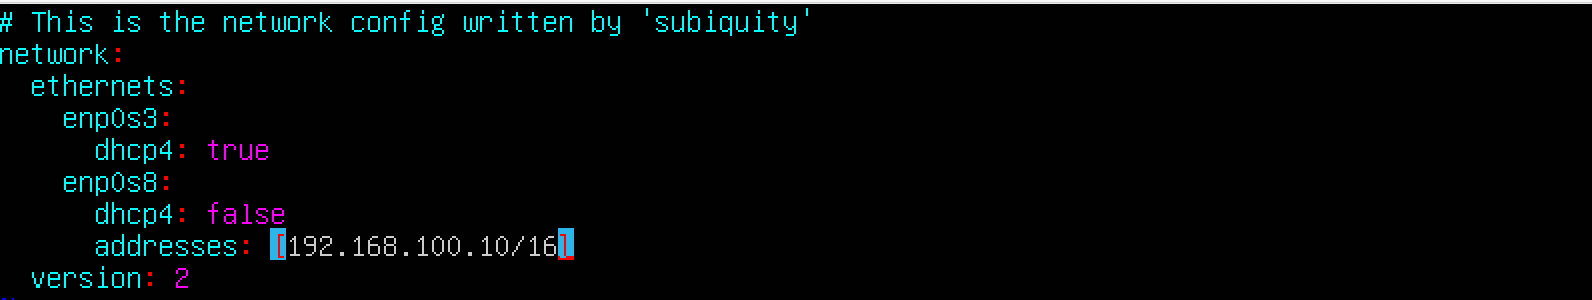 # This is the network config written by 'subiquity'
network:
  ethernets:
    enp0s3:
      dhcp4: true
    enp0s8:
      dhcp4: false
      addresses: [192.168.100.10/16]
  version: 2